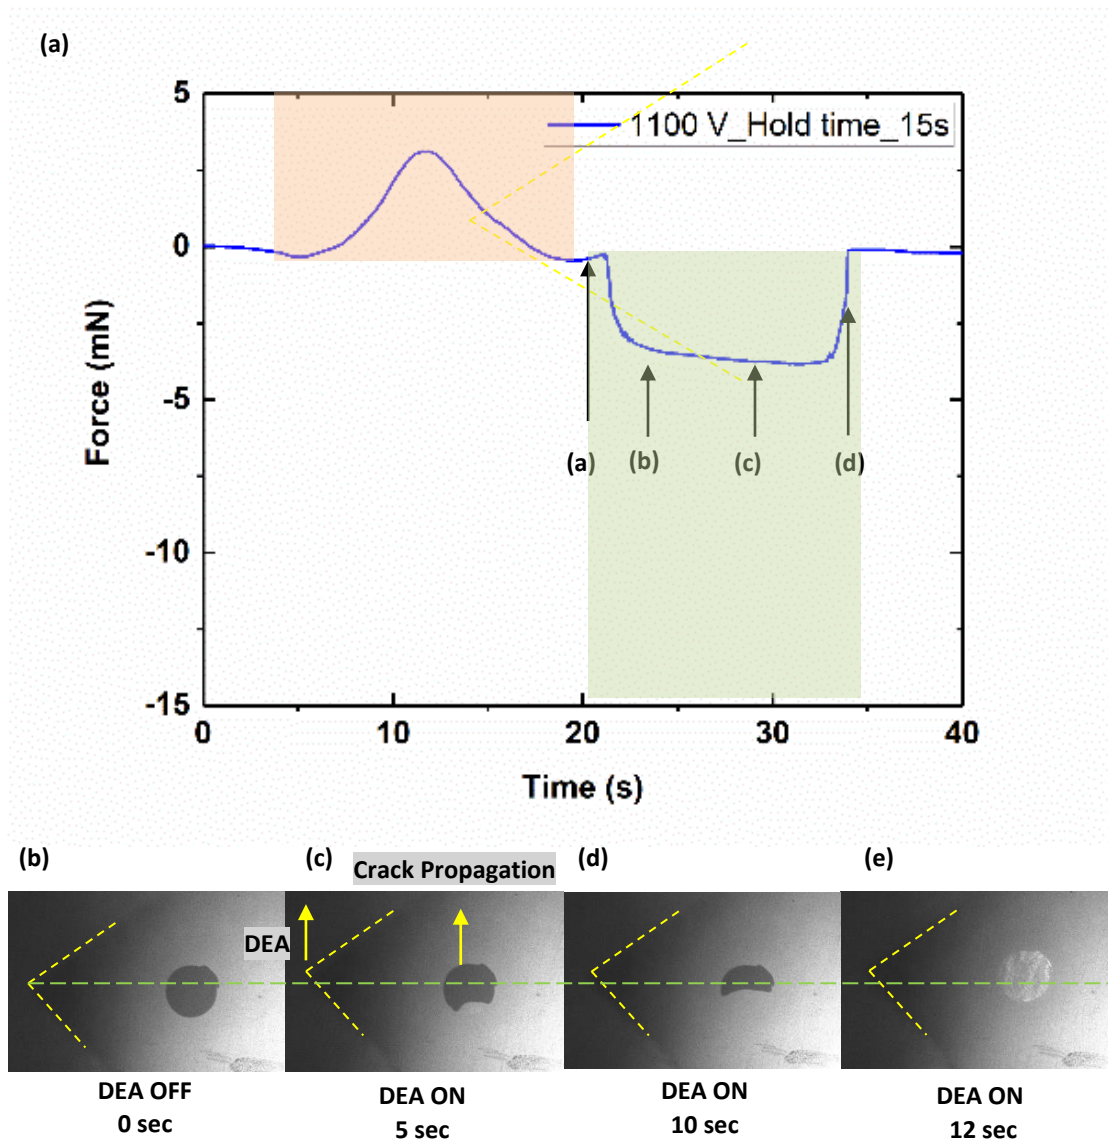 (a)
5
1100 V_Hold time_15s
0
-5
-10
-15
Force (mN)
(a)
(b)
(c)
(d)
0
10
20
30
40
Time (s)
(b)
(c)
(d)
(e)
Crack Propagation
DEA
DEA OFF
0 sec
DEA ON
5 sec
DEA ON
10 sec
DEA ON
12 sec